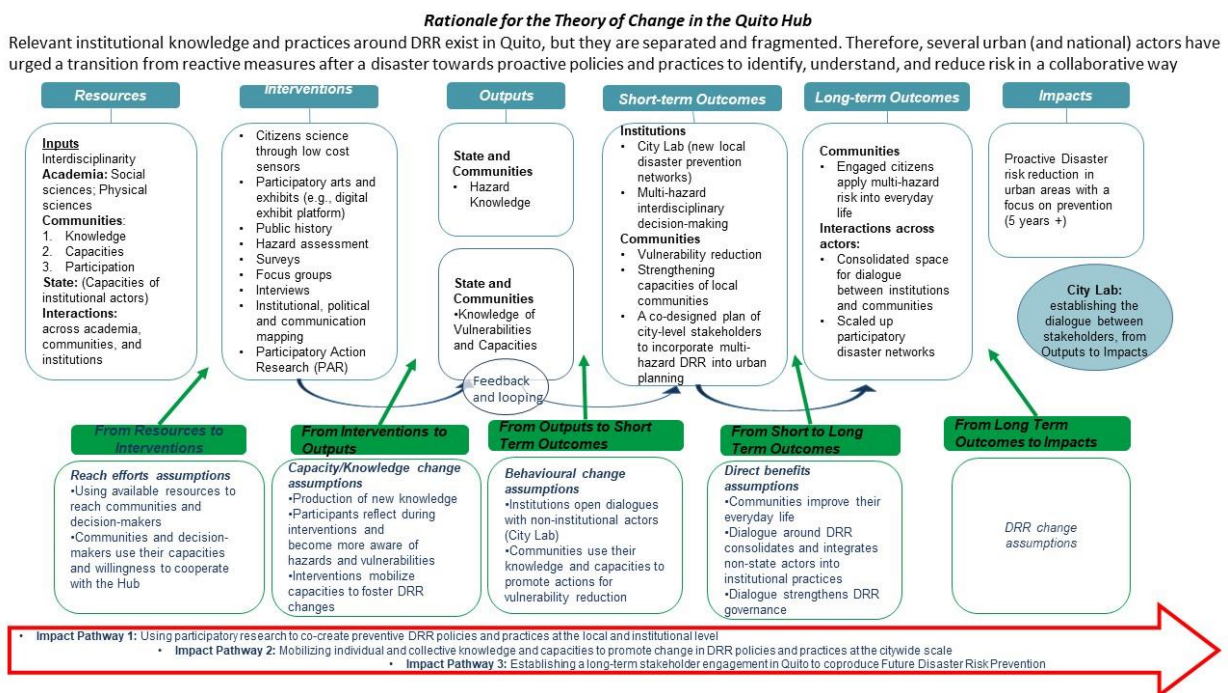 Rationale for the Theory of Change in the Quito Hub
Relevant institutional knowledge and practices around DRR exist in Quito, but they are separated and fragmented. Therefore, several urban (and national) actors have
urged a transition from reactive measures after a disaster towards proactive policies and practices to identify, understand, and reduce risk in a collaborative way
Resources
Inputs
Interdisciplinarity
Academia: Social
sciences; Physical
sciences
Communities:
1. Knowledge
2. Capacities
3. Participation
State: (Capacities of
institutional actors)
Interactions:
across academia,
communities, and
institutions
Interventions
• Citizens science
through low cost
sensors
• Participatory arts and
exhibits (e.g., digital
exhibit platform)
• Public history
• Hazard assessment
• Surveys
• Focus groups
• Interviews
• Institutional, political
and communication
mapping
• Participatory Action
Research (PAR)
Outputs
State and
Communities
• Hazard
Knowledge
State and
Communities
•Knowledge of
Vulnerabilities
and Capacities
Feedback
and looping
Short-term Outcomes
Institutions
• City Lab (new local
disaster prevention
networks)
• Multi-hazard
interdisciplinary
decision-making
Communities
• Vulnerability reduction
• Strengthening
capacities of local
communities
• A co-designed plan of
city-level stakeholders
to incorporate multi-
hazard DRR into urban
planning
Long-term Outcomes
Communities
• Engaged citizens
apply multi-hazard
risk into everyday
life
Interactions across
actors:
• Consolidated space
for dialogue
between institutions
and communities
• Scaled up
participatory
disaster networks
Impacts
Proactive Disaster
risk reduction in
urban areas with a
focus on prevention
(5 years +)
City Lab:
establishing the
dialogue between
stakeholders, from
Outputs to Impacts
From Resources to
Interventions
Reach efforts assumptions
•Using available resources to
reach communities and
decision-makers
•Communities and decision-
makers use their capacities
and willingness to cooperate
with the Hub
From Interventions to
Outputs
Capacity/Knowledge change
assumptions
•Production of new knowledge
•Participants reflect during
interventions and
become more aware of
hazards and vulnerabilities
•Interventions mobilize
capacities to foster DRR
changes
From Outputs to Short
Term Outcomes
Behavioural change
assumptions
•Institutions open dialogues
with non-institutional actors
(City Lab)
•Communities use their
knowledge and capacities to
promote actions for
vulnerability reduction
From Short to Long
Term Outcomes
Direct benefits
assumptions
•Communities improve their
everyday life
•Dialogue around DRR
consolidates and integrates
non-state actors into
institutional practices
•Dialogue strengthens DRR
governance
From Long Term
Outcomes to Impacts
DRR change
assumptions
• Impact Pathway 1: Using participatory research to co-create preventive DRR policies and practices at the local and institutional level
• Impact Pathway 2: Mobilizing individual and collective knowledge and capacities to promote change in DRR policies and practices at the citywide scale
• Impact Pathway 3: Establishing a long-term stakeholder engagement in Quito to coproduce Future Disaster Risk Prevention